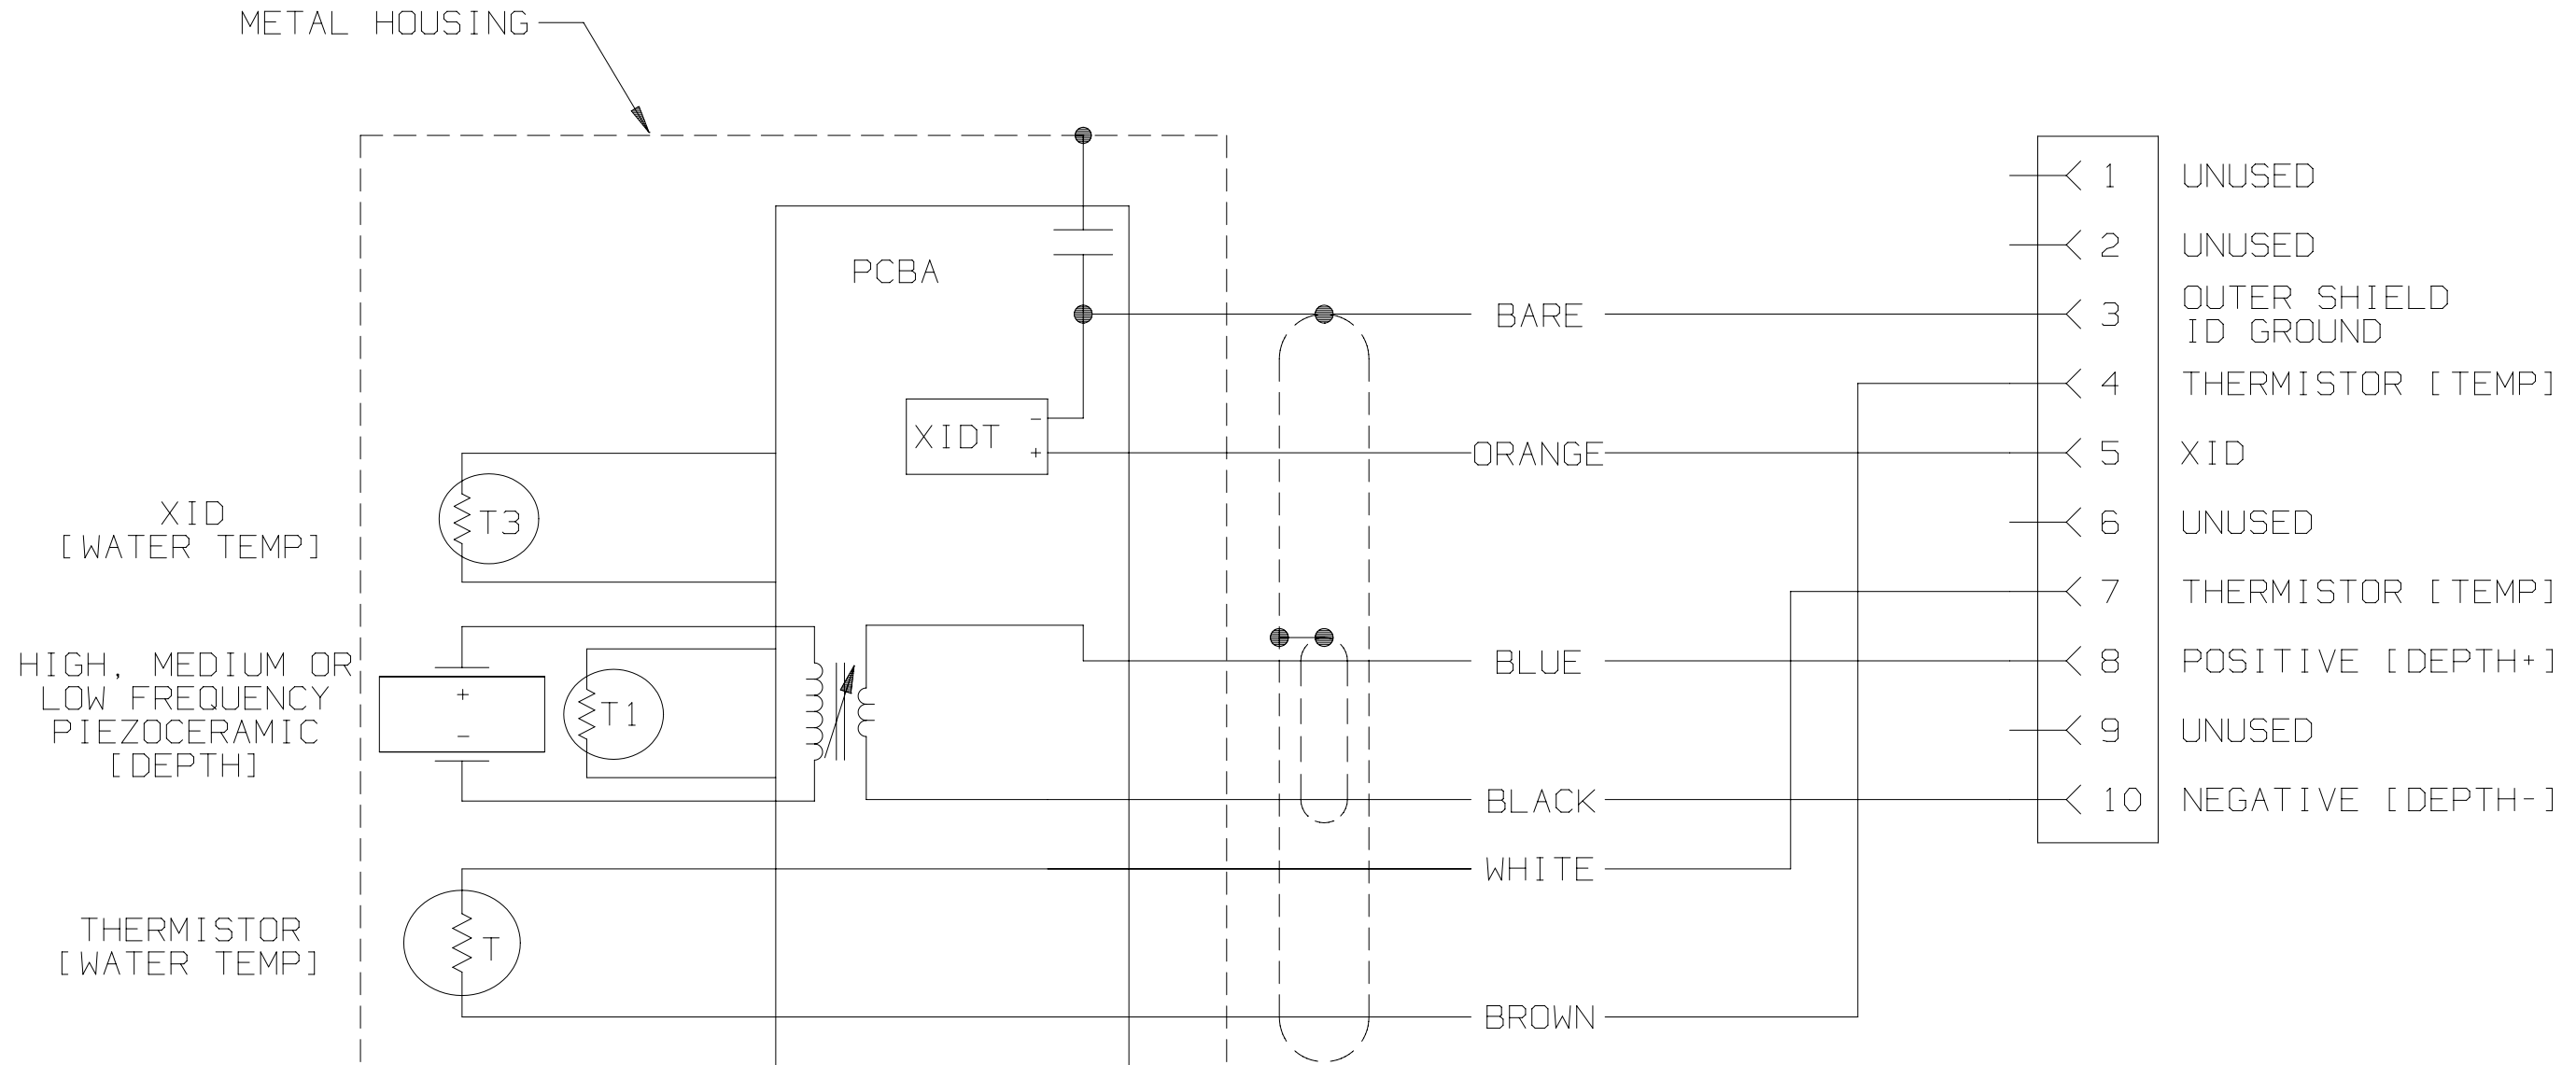 METAL HOUSING
PCBA
XIDT
-
+
XID
[WATER TEMP]
T3
HIGH, MEDIUM OR
LOW FREQUENCY
PIEZOCERAMIC
[DEPTH]
+
-
T1
THERMISTOR
[WATER TEMP]
T
BARE
ORANGE
BLUE
BLACK
WHITE
BROWN
1 UNUSED
2 UNUSED
3 OUTER SHIELD
ID GROUND
4 THERMISTOR [TEMP]
5 XID
6 UNUSED
7 THERMISTOR [TEMP]
8 POSITIVE [DEPTH+]
9 UNUSED
10 NEGATIVE [DEPTH-]